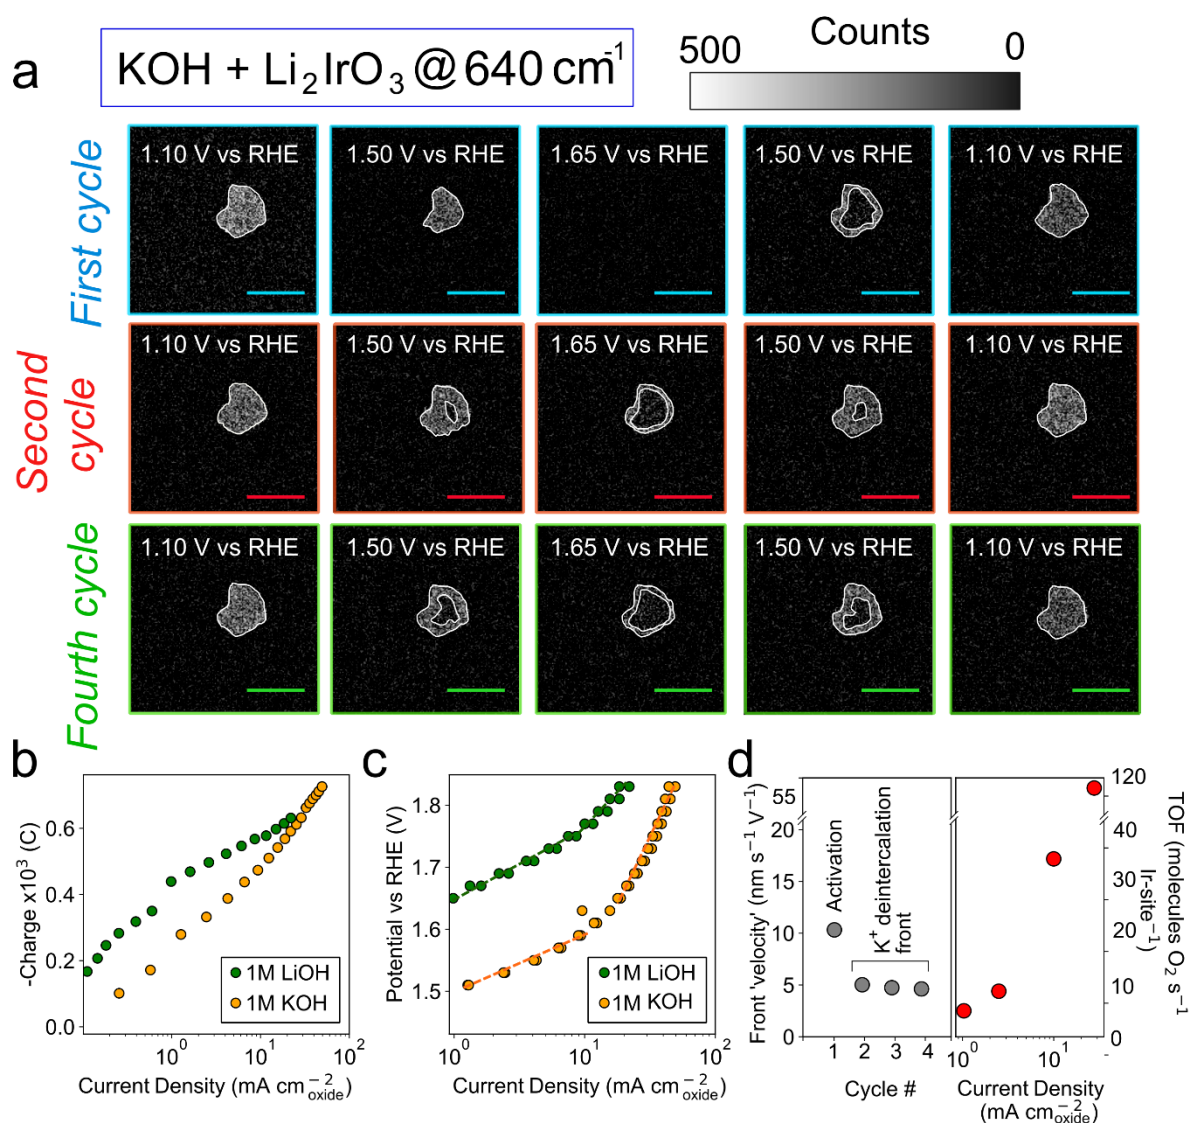 a
KOH + Li₂IrO₃ @ 640 cm⁻¹
Counts
500 0
First cycle
1.10 V vs RHE
1.50 V vs RHE
1.65 V vs RHE
1.50 V vs RHE
1.10 V vs RHE
Second
cycle
1.10 V vs RHE
1.50 V vs RHE
1.65 V vs RHE
1.50 V vs RHE
1.10 V vs RHE
Fourth cycle
1.10 V vs RHE
1.50 V vs RHE
1.65 V vs RHE
1.50 V vs RHE
1.10 V vs RHE
b
-Charge x10³ (C)
0.6
0.4
0.2
0.0
1M LiOH
1M KOH
10⁰ 10¹ 10²
Current Density (mA cm⁻²oxide)
c
Potential vs RHE (V)
1.8
1.7
1.6
1.5
1M LiOH
1M KOH
10⁰ 10¹ 10²
Current Density (mA cm⁻²oxide)
d
Front 'velocity' (nm s⁻¹ V⁻¹)
55
20
15
10
5
0
Activation
K⁺ deintercalation
front
1 2 3 4
Cycle #
120
40
30
20
10
0
TOF (molecules O₂ s⁻¹
Ir-site⁻¹)
10⁰ 10¹ -
Current Density
(mA cm⁻²oxide)